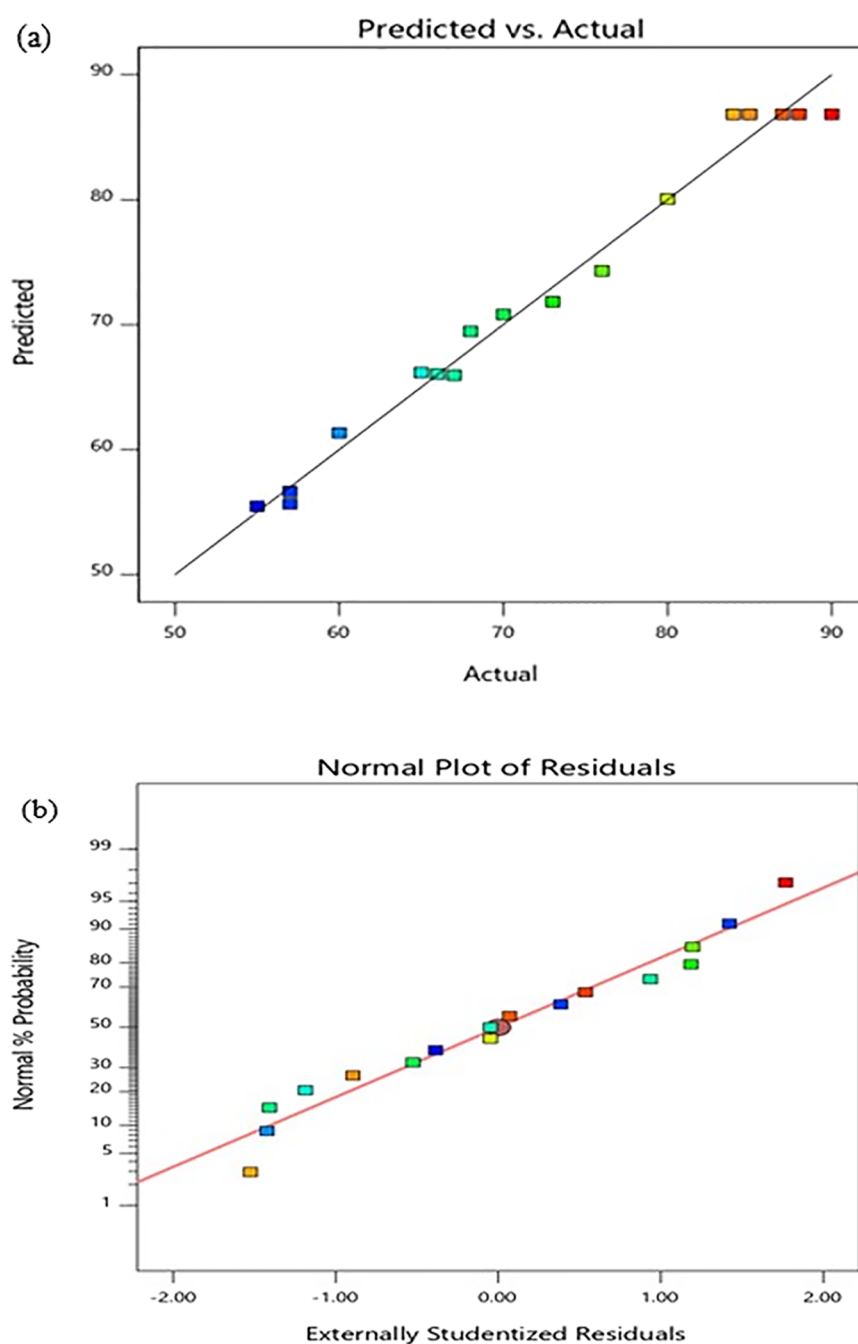 (a)
Predicted vs. Actual
90
80
70
60
50
Predicted
50 60 70 80 90
Actual
(b)
Normal Plot of Residuals
99
95
90
80
70
50
30
20
10
5
1
Normal % Probability
-2.00 -1.00 0.00 1.00 2.00
Externally Studentized Residuals